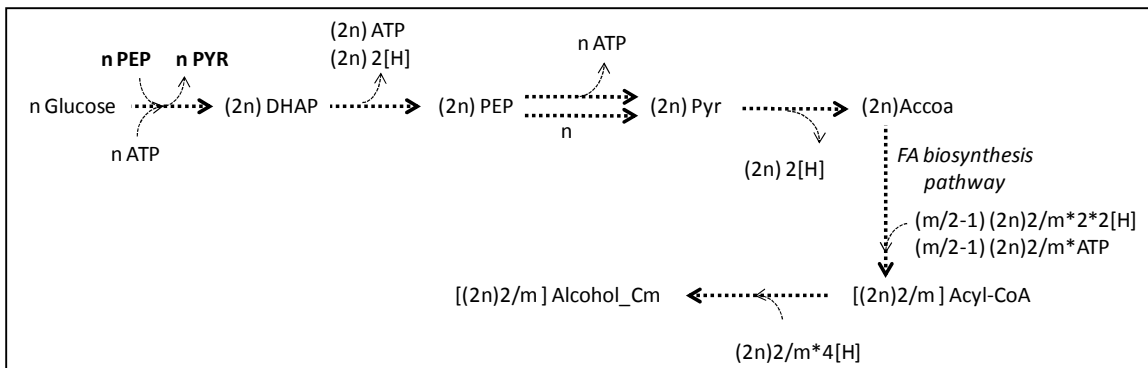 (2n) ATP
(2n) 2[H]
n PEP
n PYR
n ATP
n Glucose
(2n) DHAP
(2n) PEP
(2n) Pyr
(2n)Accoa
n
n ATP
(2n) 2[H]
FA biosynthesis
pathway
(m/2-1) (2n)2/m*2*2[H]
(m/2-1) (2n)2/m*ATP
[(2n)2/m ] Alcohol_Cm
[(2n)2/m] Acyl-CoA
(2n)2/m*4[H]